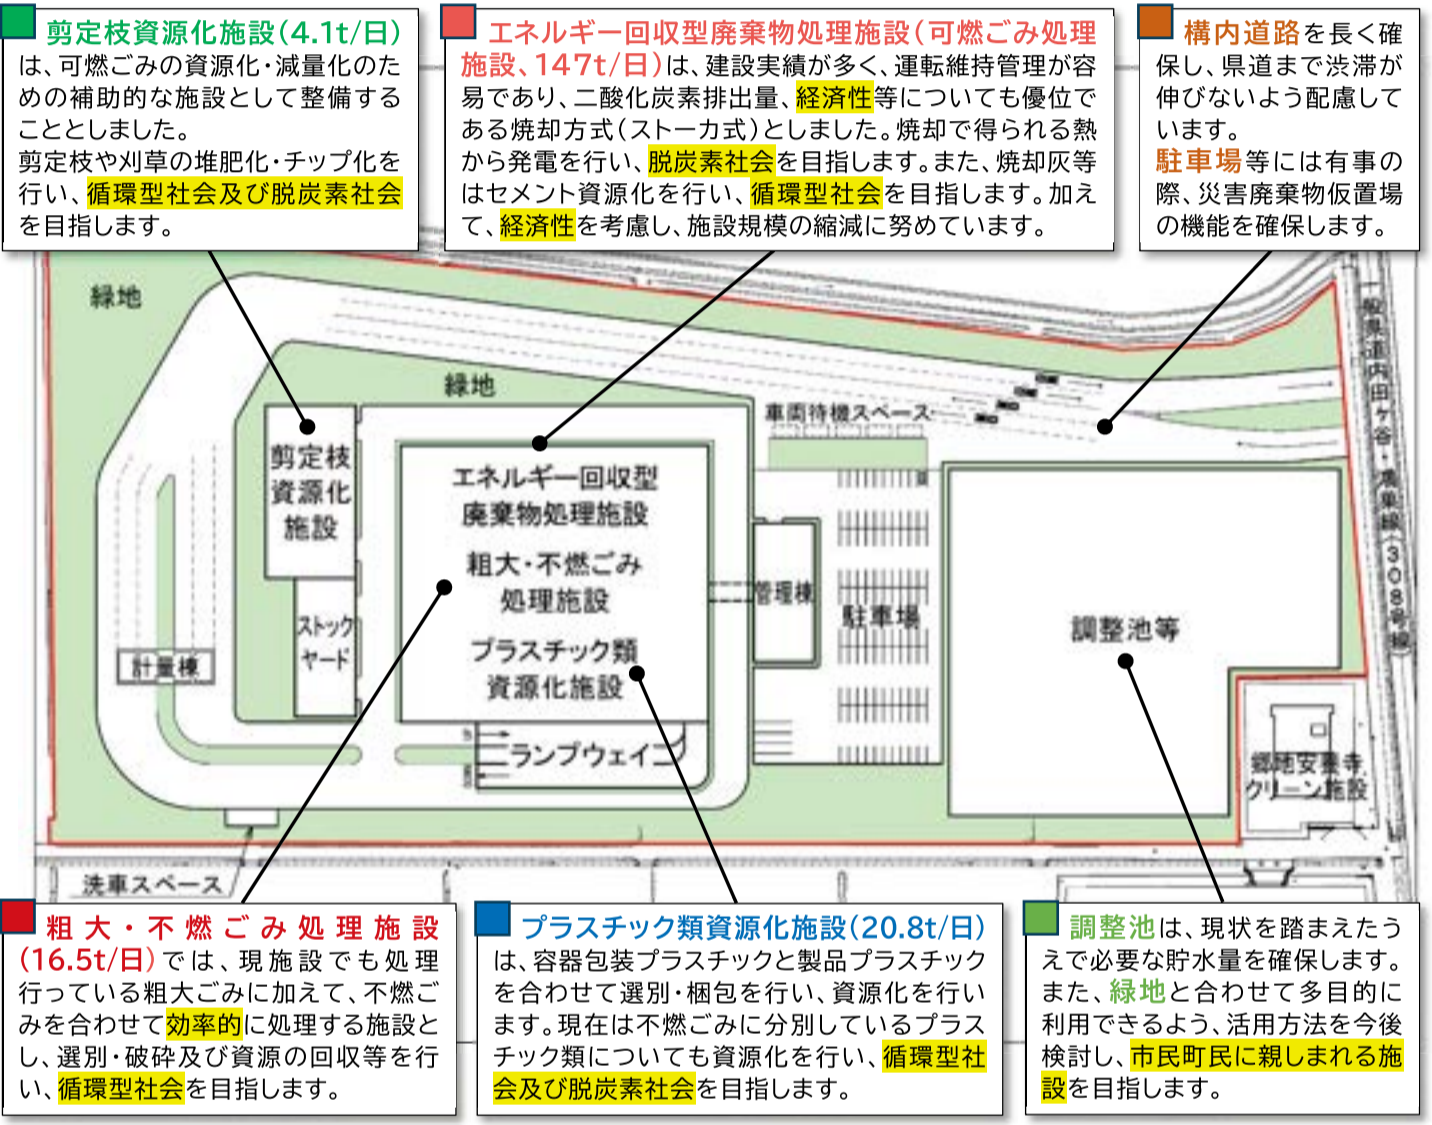 剪定枝資源化施設(4.1t/日)
は、可燃ごみの資源化・減量化のた
めの補助的な施設として整備する
こととしました。
剪定枝や刈草の堆肥化・チップ化を
行い、循環型社会及び脱炭素社会
を目指します。
エネルギー回収型廃棄物処理施設(可燃ごみ処理
施設、147t/日)は、建設実績が多く、運転維持管理が容
易であり、二酸化炭素排出量、経済性等についても優位で
ある焼却方式(ストーカ式)としました。焼却で得られる熱
から発電を行い、脱炭素社会を目指します。また、焼却灰等
はセメント資源化を行い、循環型社会を目指します。加え
て、経済性を考慮し、施設規模の縮減に努めています。
構内道路を長く確
保し、県道まで渋滞が
伸びないよう配慮して
います。
駐車場等には有事の
際、災害廃棄物仮置場
の機能を確保します。
緑地
緑地
車両待機スペース
剪定枝
資源化
施設
エネルギー回収型
廃棄物処理施設
粗大・不燃ごみ
処理施設
プラスチック類
資源化施設
ストック
ヤード
計量棟
管理棟
駐車場
調整池等
ランプウェイ
洗車スペース
クリーン施設
粗大・不燃ごみ処理施設
(16.5t/日)では、現施設でも処理
行っている粗大ごみに加えて、不燃ご
みを合わせて効率的に処理する施設と
し、選別・破砕及び資源の回収等を行
い、循環型社会を目指します。
プラスチック類資源化施設(20.8t/日)
は、容器包装プラスチックと製品プラスチック
を合わせて選別・梱包を行い、資源化を行い
ます。現在は不燃ごみに分別しているプラス
チック類についても資源化を行い、循環型社
会及び脱炭素社会を目指します。
調整池は、現状を踏まえたう
えで必要な貯水量を確保します。
また、緑地と合わせて多目的に
利用できるよう、活用方法を今後
検討し、市民町民に親しまれる施
設を目指します。